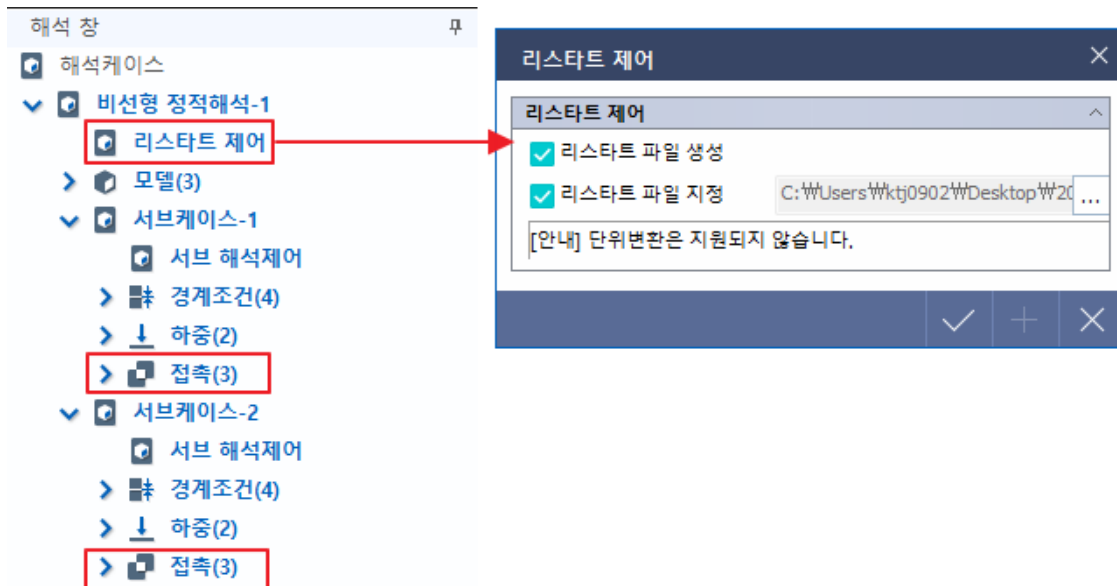 해석 창
해석케이스
비선형 정적해석-1
리스타트 제어
모델(3)
서브케이스-1
서브 해석제어
경계조건(4)
하중(2)
접촉(3)
서브케이스-2
서브 해석제어
경계조건(4)
하중(2)
접촉(3)
리스타트 제어
리스타트 제어
리스타트 파일 생성
리스타트 파일 지정 C:₩Users₩ktj0902₩Desktop₩20 ...
[안내] 단위변환은 지원되지 않습니다.